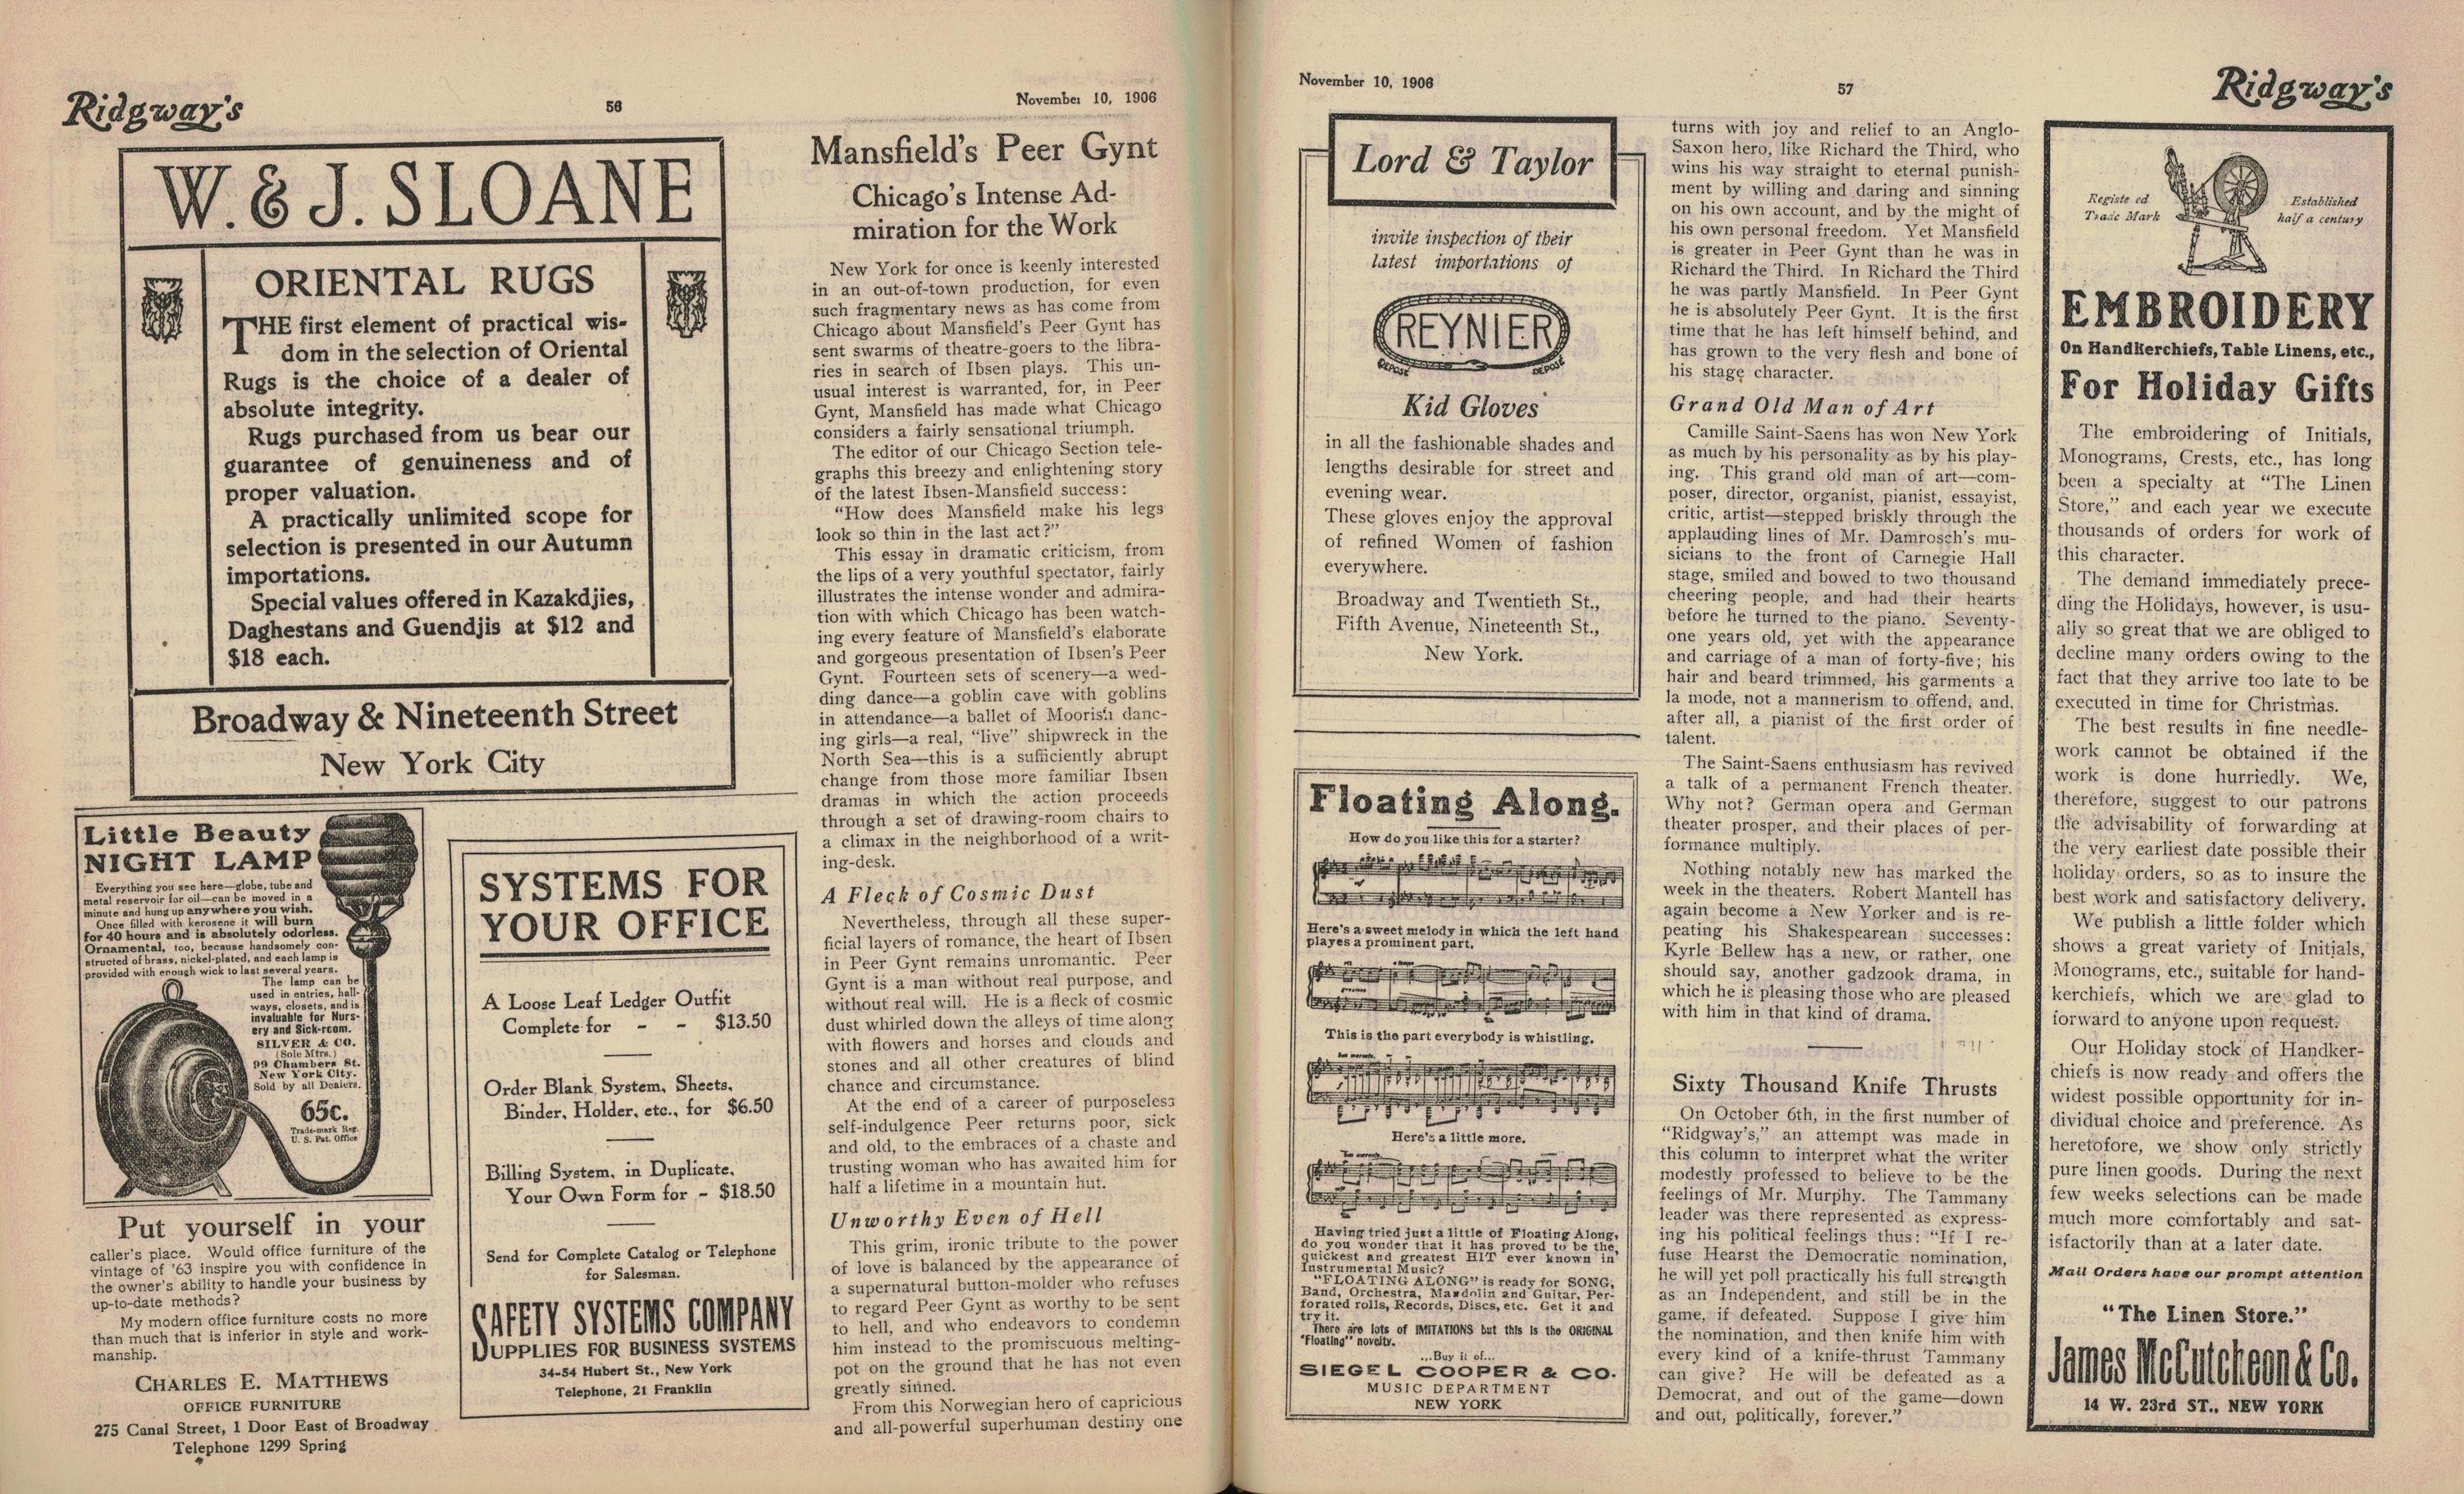 Ridgway's
56
November 10, 1906
W. & J. SLOANE
ORIENTAL RUGS
THE first element of practical wis-
dom in the selection of Oriental
Rugs is the choice of a dealer of
absolute integrity.
Rugs purchased from us bear our
guarantee of genuineness and of
proper valuation.
A practically unlimited scope for
selection is presented in our Autumn
importations.
Special values offered in Kazakdjies,
Daghestans and Guendjis at $12 and
$18 each.
Broadway & Nineteenth Street
New York City
Little Beauty
NIGHT LAMP
Everything you see here—globe, tube and
metal reservoir for oil—can be moved in a
minute and hung up anywhere you wish.
Once filled with kerosene it will burn
for 40 hours and is absolutely odorless.
Ornamental, too, because handsomely con-
structed of brass, nickel-plated, and each lamp is
provided with enough wick to last several years.
The lamp can be
used in entries, hall-
ways, closets, and is
invaluable for Nurs-
ery and Sick-room.
SILVER & CO.
(Sole Mfrs.)
99 Chambers St.
New York City.
Sold by all Dealers.
65c.
Trade-mark Reg.
U. S. Pat. Office
Put yourself in your
caller's place. Would office furniture of the
vintage of '63 inspire you with confidence in
the owner's ability to handle your business by
up-to-date methods?
My modern office furniture costs no more
than much that is inferior in style and work-
manship.
CHARLES E. MATTHEWS
OFFICE FURNITURE
275 Canal Street, 1 Door East of Broadway
Telephone 1299 Spring
SYSTEMS FOR
YOUR OFFICE
A Loose Leaf Ledger Outfit
Complete for - - $13.50
Order Blank System, Sheets,
Binder, Holder, etc., for $6.50
Billing System, in Duplicate,
Your Own Form for - $18.50
Send for Complete Catalog or Telephone
for Salesman.
SAFETY SYSTEMS COMPANY
SUPPLIES FOR BUSINESS SYSTEMS
34-54 Hubert St., New York
Telephone, 21 Franklin
Mansfield's Peer Gynt
Chicago's Intense Ad-
miration for the Work
New York for once is keenly interested
in an out-of-town production, for even
such fragmentary news as has come from
Chicago about Mansfield's Peer Gynt has
sent swarms of theatre-goers to the libra-
ries in search of Ibsen plays. This un-
usual interest is warranted, for, in Peer
Gynt, Mansfield has made what Chicago
considers a fairly sensational triumph.
The editor of our Chicago Section tele-
graphs this breezy and enlightening story
of the latest Ibsen-Mansfield success:
"How does Mansfield make his legs
look so thin in the last act?"
This essay in dramatic criticism, from
the lips of a very youthful spectator, fairly
illustrates the intense wonder and admira-
tion with which Chicago has been watch-
ing every feature of Mansfield's elaborate
and gorgeous presentation of Ibsen's Peer
Gynt. Fourteen sets of scenery—a wed-
ding dance—a goblin cave with goblins
in attendance—a ballet of Moorish danc-
ing girls—a real, "live" shipwreck in the
North Sea—this is a sufficiently abrupt
change from those more familiar Ibsen
dramas in which the action proceeds
through a set of drawing-room chairs to
a climax in the neighborhood of a writ-
ing-desk.
A Fleck of Cosmic Dust
Nevertheless, through all these super-
ficial layers of romance, the heart of Ibsen
in Peer Gynt remains unromantic. Peer
Gynt is a man without real purpose, and
without real will. He is a fleck of cosmic
dust whirled down the alleys of time along
with flowers and horses and clouds and
stones and all other creatures of blind
chance and circumstance.
At the end of a career of purposeless
self-indulgence Peer returns poor, sick
and old, to the embraces of a chaste and
trusting woman who has awaited him for
half a lifetime in a mountain hut.
Unworthy Even of Hell
This grim, ironic tribute to the power
of love is balanced by the appearance of
a supernatural button-molder who refuses
to regard Peer Gynt as worthy to be sent
to hell, and who endeavors to condemn
him instead to the promiscuous melting-
pot on the ground that he has not even
greatly sinned.
From this Norwegian hero of capricious
and all-powerful superhuman destiny one
November 10, 1906
57
Ridgway's
Lord & Taylor
invite inspection of their
latest importations of
REYNIER
DEPOSÉ DEPOSÉ
Kid Gloves
in all the fashionable shades and
lengths desirable for street and
evening wear.
These gloves enjoy the approval
of refined Women of fashion
everywhere.
Broadway and Twentieth St.,
Fifth Avenue, Nineteenth St.,
New York.
Floating Along.
How do you like this for a starter?
Here's a sweet melody in which the left hand
playes a prominent part.
This is the part everybody is whistling.
Here's a little more.
Having tried just a little of Floating Along,
do you wonder that it has proved to be the
quickest and greatest HIT ever known in
Instrumental Music?
"FLOATING ALONG" is ready for SONG,
Band, Orchestra, Mandolin and Guitar, Per-
forated rolls, Records, Discs, etc. Get it and
try it.
There are lots of IMITATIONS but this is the ORIGINAL
"Floating" novelty.
...Buy it of...
SIEGEL COOPER & CO.
MUSIC DEPARTMENT
NEW YORK
turns with joy and relief to an Anglo-
Saxon hero, like Richard the Third, who
wins his way straight to eternal punish-
ment by willing and daring and sinning
on his own account, and by the might of
his own personal freedom. Yet Mansfield
is greater in Peer Gynt than he was in
Richard the Third. In Richard the Third
he was partly Mansfield. In Peer Gynt
he is absolutely Peer Gynt. It is the first
time that he has left himself behind, and
has grown to the very flesh and bone of
his stage character.
Grand Old Man of Art
Camille Saint-Saens has won New York
as much by his personality as by his play-
ing. This grand old man of art—com-
poser, director, organist, pianist, essayist,
critic, artist—stepped briskly through the
applauding lines of Mr. Damrosch's mu-
sicians to the front of Carnegie Hall
stage, smiled and bowed to two thousand
cheering people, and had their hearts
before he turned to the piano. Seventy-
one years old, yet with the appearance
and carriage of a man of forty-five; his
hair and beard trimmed, his garments a
la mode, not a mannerism to offend, and,
after all, a pianist of the first order of
talent.
The Saint-Saens enthusiasm has revived
a talk of a permanent French theater.
Why not? German opera and German
theater prosper, and their places of per-
formance multiply.
Nothing notably new has marked the
week in the theaters. Robert Mantell has
again become a New Yorker and is re-
peating his Shakespearean successes:
Kyrle Bellew has a new, or rather, one
should say, another gadzook drama, in
which he is pleasing those who are pleased
with him in that kind of drama.
Sixty Thousand Knife Thrusts
On October 6th, in the first number of
"Ridgway's," an attempt was made in
this column to interpret what the writer
modestly professed to believe to be the
feelings of Mr. Murphy. The Tammany
leader was there represented as express-
ing his political feelings thus: "If I re-
fuse Hearst the Democratic nomination,
he will yet poll practically his full strength
as an Independent, and still be in the
game, if defeated. Suppose I give him
the nomination, and then knife him with
every kind of a knife-thrust Tammany
can give? He will be defeated as a
Democrat, and out of the game—down
and out, politically, forever."
Registe ed
Trade Mark
Established
half a century
EMBROIDERY
On Handkerchiefs, Table Linens, etc.,
For Holiday Gifts
The embroidering of Initials,
Monograms, Crests, etc., has long
been a specialty at "The Linen
Store," and each year we execute
thousands of orders for work of
this character.
The demand immediately prece-
ding the Holidays, however, is usu-
ally so great that we are obliged to
decline many orders owing to the
fact that they arrive too late to be
executed in time for Christmas.
The best results in fine needle-
work cannot be obtained if the
work is done hurriedly. We,
therefore, suggest to our patrons
the advisability of forwarding at
the very earliest date possible their
holiday orders, so as to insure the
best work and satisfactory delivery.
We publish a little folder which
shows a great variety of Initials,
Monograms, etc., suitable for hand-
kerchiefs, which we are glad to
forward to anyone upon request.
Our Holiday stock of Handker-
chiefs is now ready and offers the
widest possible opportunity for in-
dividual choice and preference. As
heretofore, we show only strictly
pure linen goods. During the next
few weeks selections can be made
much more comfortably and sat-
isfactorily than at a later date.
Mail Orders have our prompt attention
"The Linen Store."
James McCutcheon & Co.
14 W. 23rd ST., NEW YORK